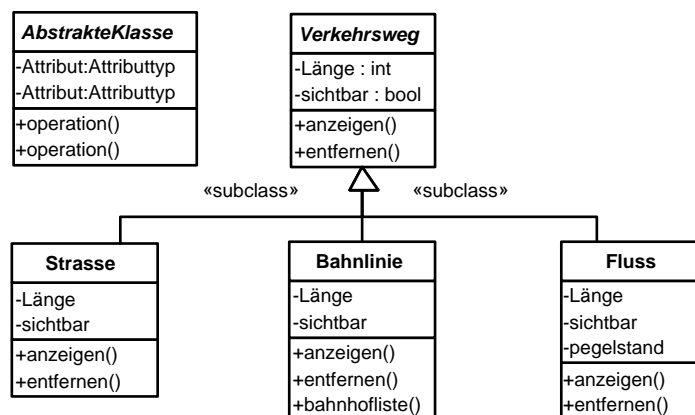 AbstrakteKlasse
-Attribut:Attributtyp
-Attribut:Attributtyp
+operation()
+operation()
Verkehrsweg
-Länge : int
-sichtbar : bool
+anzeigen()
+entfernen()
«subclass»
«subclass»
Strasse
-Länge
-sichtbar
+anzeigen()
+entfernen()
Bahnlinie
-Länge
-sichtbar
+anzeigen()
+entfernen()
+bahnhofliste()
Fluss
-Länge
-sichtbar
-pegelstand
+anzeigen()
+entfernen()